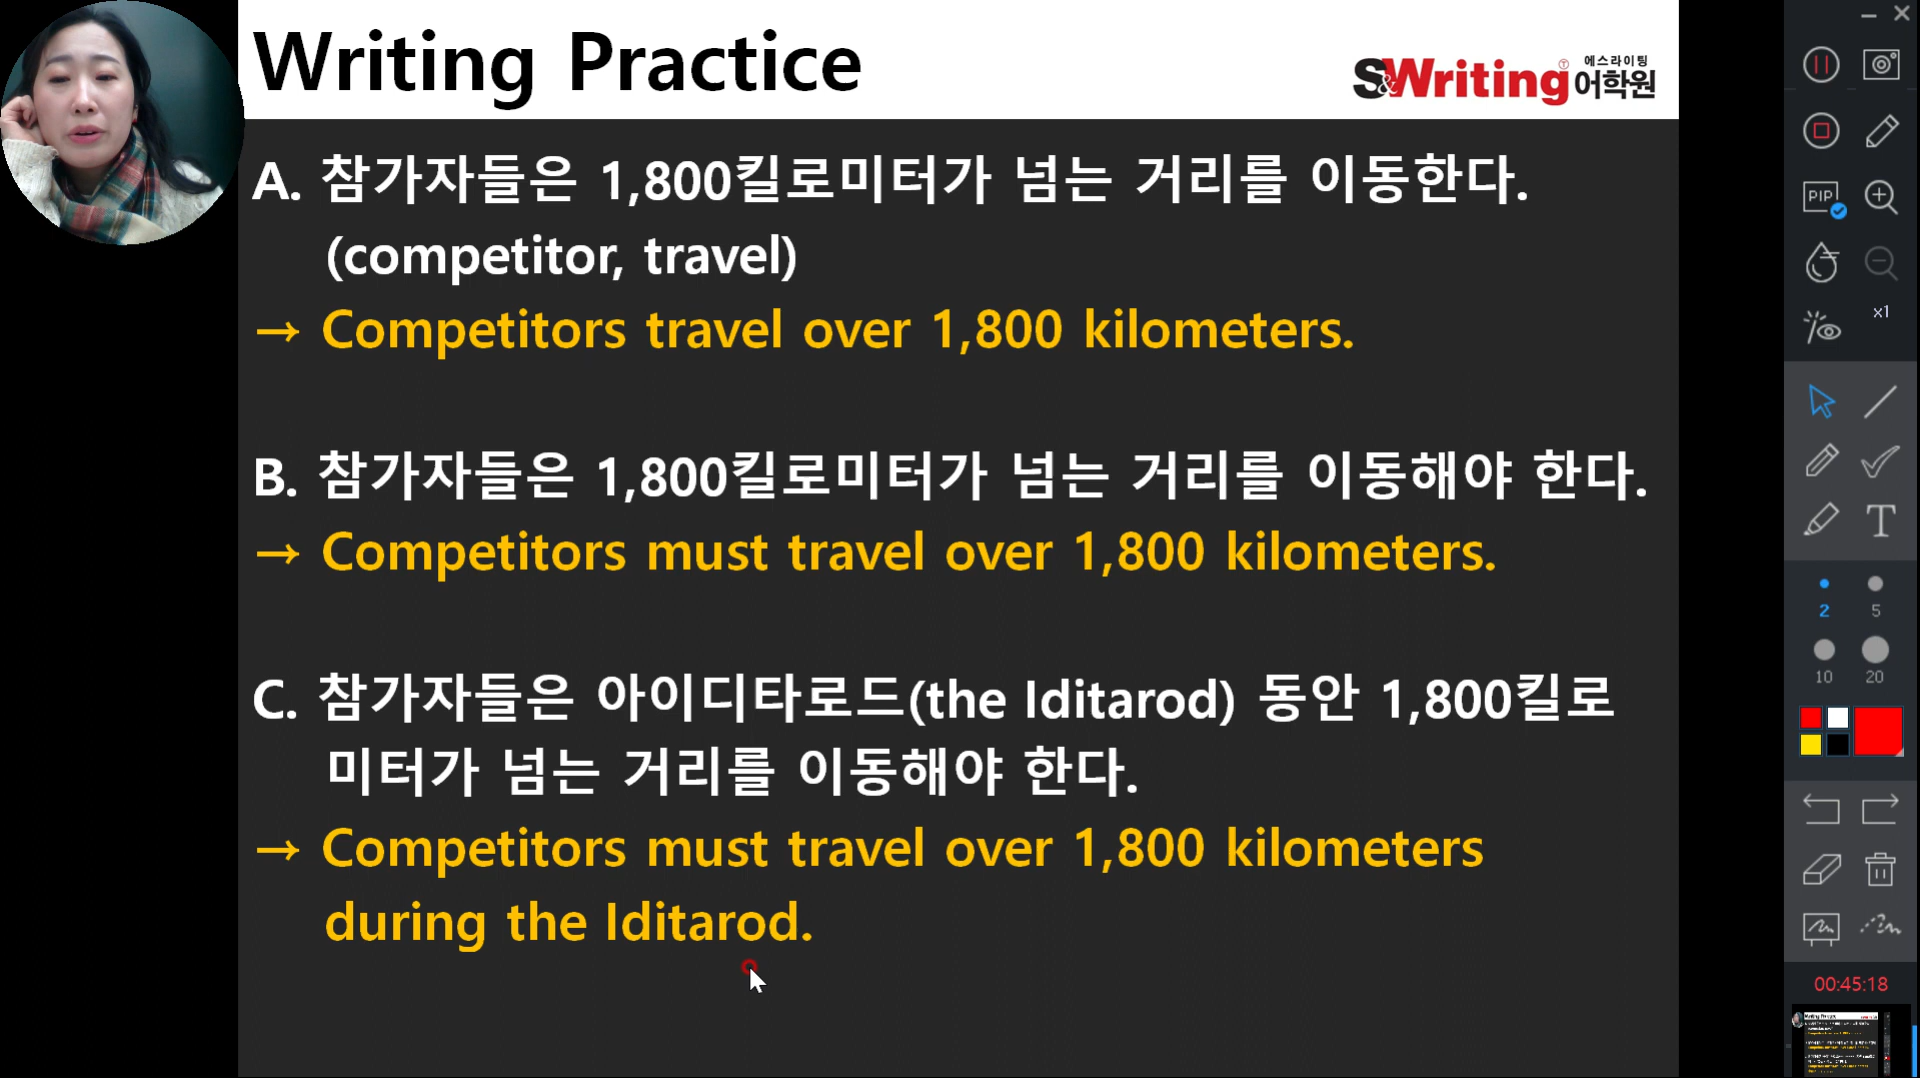 Writing Practice
S&Writing 에스라이팅 어학원
A. 참가자들은 1,800킬로미터가 넘는 거리를 이동한다.
(competitor, travel)
→ Competitors travel over 1,800 kilometers.
B. 참가자들은 1,800킬로미터가 넘는 거리를 이동해야 한다.
→ Competitors must travel over 1,800 kilometers.
C. 참가자들은 아이디타로드(the Iditarod) 동안 1,800킬로
미터가 넘는 거리를 이동해야 한다.
→ Competitors must travel over 1,800 kilometers
during the Iditarod.
PIP
x1
T
2 5
10 20
00:45:18